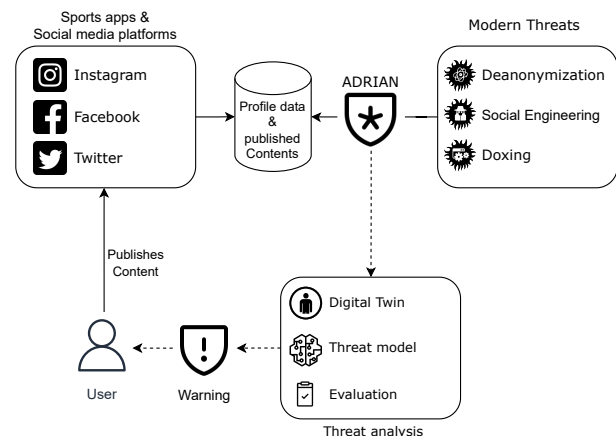 Sports apps &
Social media platforms
Instagram
Facebook
Twitter
Profile data
&
published
Contents
ADRIAN
Modern Threats
Deanonymization
Social Engineering
Doxing
Publishes
Content
User
Warning
Digital Twin
Threat model
Evaluation
Threat analysis